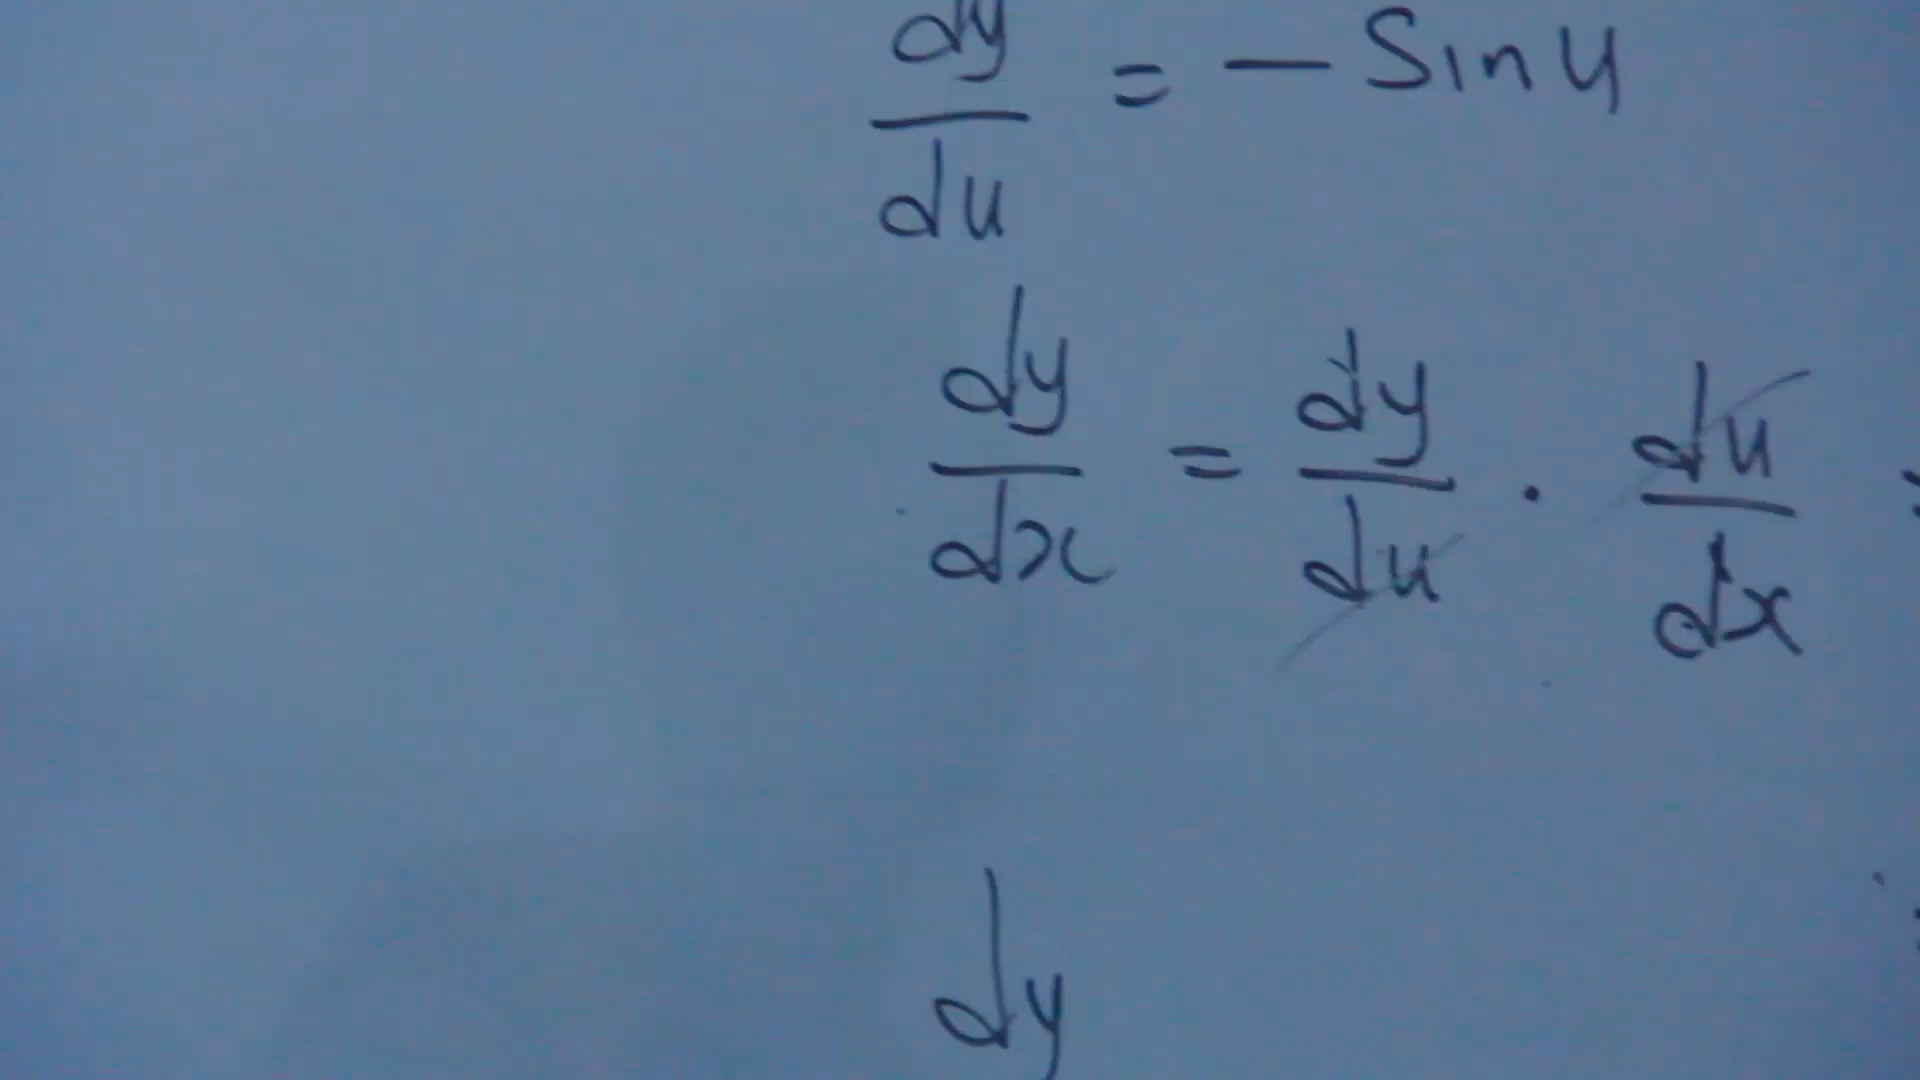 dy/du = - Sin u
dy/dx = dy/du . du/dx =
dy